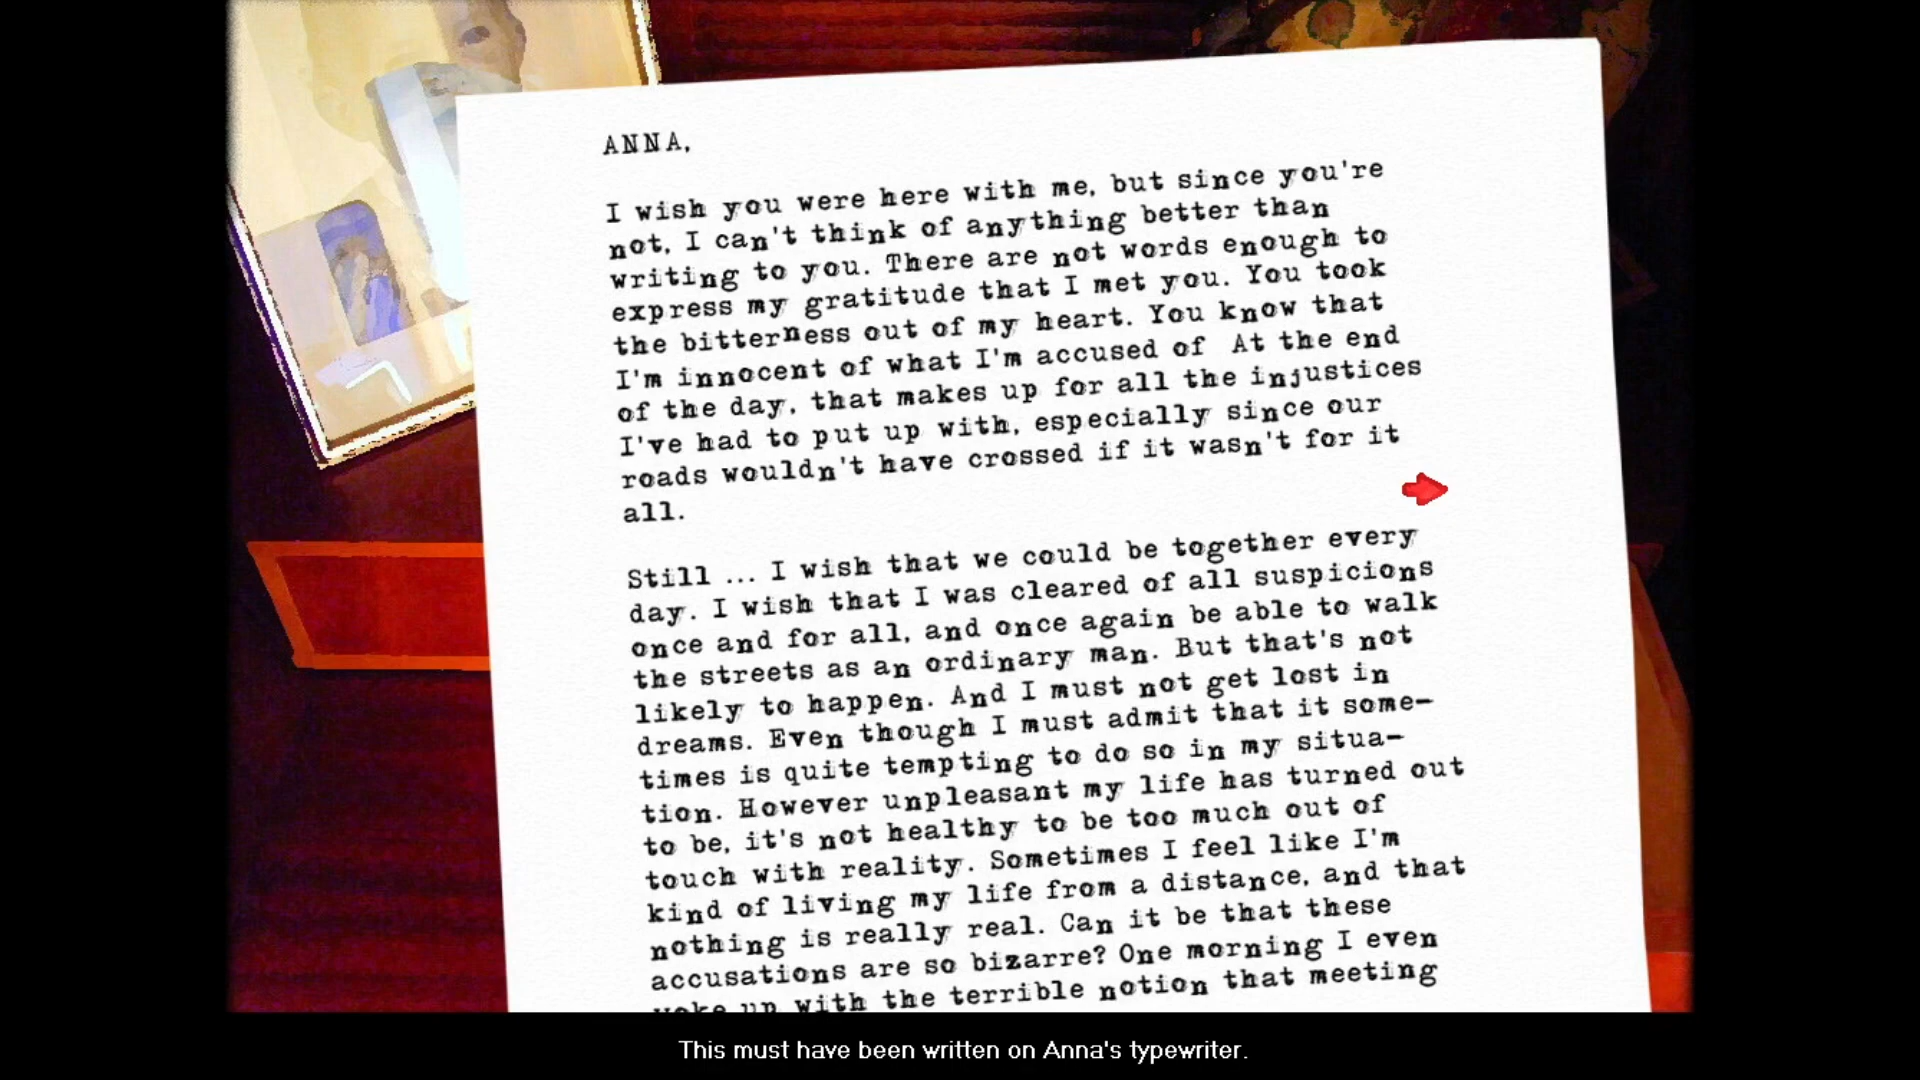 ANNA,
I wish you were here with me, but since you're
not, I can't think of anything better than
writing to you. There are not words enough to
express my gratitude that I met you. You took
the bitterness out of my heart. You know that
I'm innocent of what I'm accused of  At the end
of the day, that makes up for all the injustices
I've had to put up with, especially since our
roads wouldn't have crossed if it wasn't for it
all.
Still ... I wish that we could be together every
day. I wish that I was cleared of all suspicions
once and for all, and once again be able to walk
the streets as an ordinary man. But that's not
likely to happen. And I must not get lost in
dreams. Even though I must admit that it some-
times is quite tempting to do so in my situa-
tion. However unpleasant my life has turned out
to be, it's not healthy to be too much out of
touch with reality. Sometimes I feel like I'm
kind of living my life from a distance, and that
nothing is really real. Can it be that these
accusations are so bizarre? One morning I even
woke up with the terrible notion that meeting
This must have been written on Anna's typewriter.